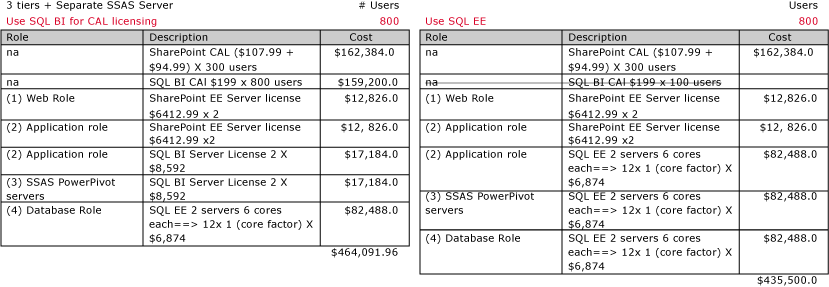 3 tiers + Separate SSAS Server # Users
Use SQL BI for CAL licensing 800
Role Description Cost
na SharePoint CAL ($107.99 + $162,384.0
$94.99) X 300 users
na SQL BI CAl $199 x 800 users $159,200.0
(1) Web Role SharePoint EE Server license $12,826.0
$6412.99 x 2
(2) Application role SharePoint EE Server license $12, 826.0
$6412.99 x2
(2) Application role SQL BI Server License 2 X $17,184.0
$8,592
(3) SSAS PowerPivot SQL BI Server License 2 X $17,184.0
servers $8,592
(4) Database Role SQL EE 2 servers 6 cores $82,488.0
each==> 12x 1 (core factor) X
$6,874
$464,091.96
Users
Use SQL EE 800
Role Description Cost
na SharePoint CAL ($107.99 + $162,384.0
$94.99) X 300 users
na SQL BI CAl $199 x 100 users
(1) Web Role SharePoint EE Server license $12,826.0
$6412.99 x 2
(2) Application role SharePoint EE Server license $12, 826.0
$6412.99 x2
(2) Application role SQL EE 2 servers 6 cores $82,488.0
each==> 12x 1 (core factor) X
$6,874
(3) SSAS PowerPivot SQL EE 2 servers 6 cores $82,488.0
servers each==> 12x 1 (core factor) X
$6,874
(4) Database Role SQL EE 2 servers 6 cores $82,488.0
each==> 12x 1 (core factor) X
$6,874
$435,500.0